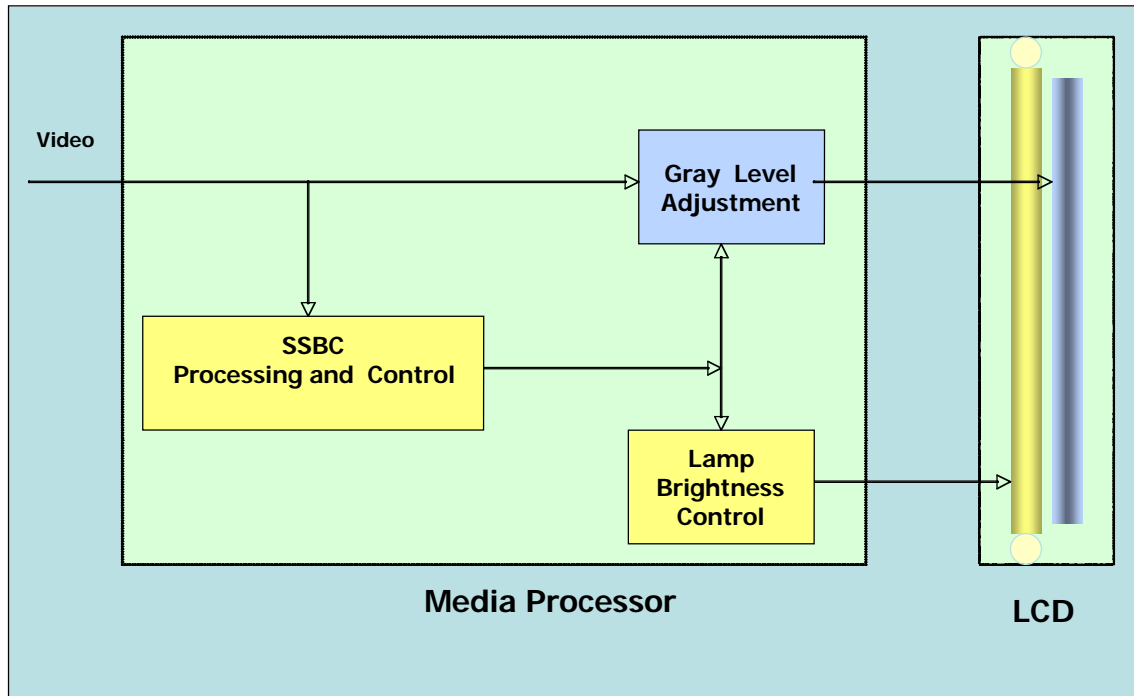 Video
Gray Level
Adjustment
SSBC
Processing and Control
Lamp
Brightness
Control
Media Processor
LCD